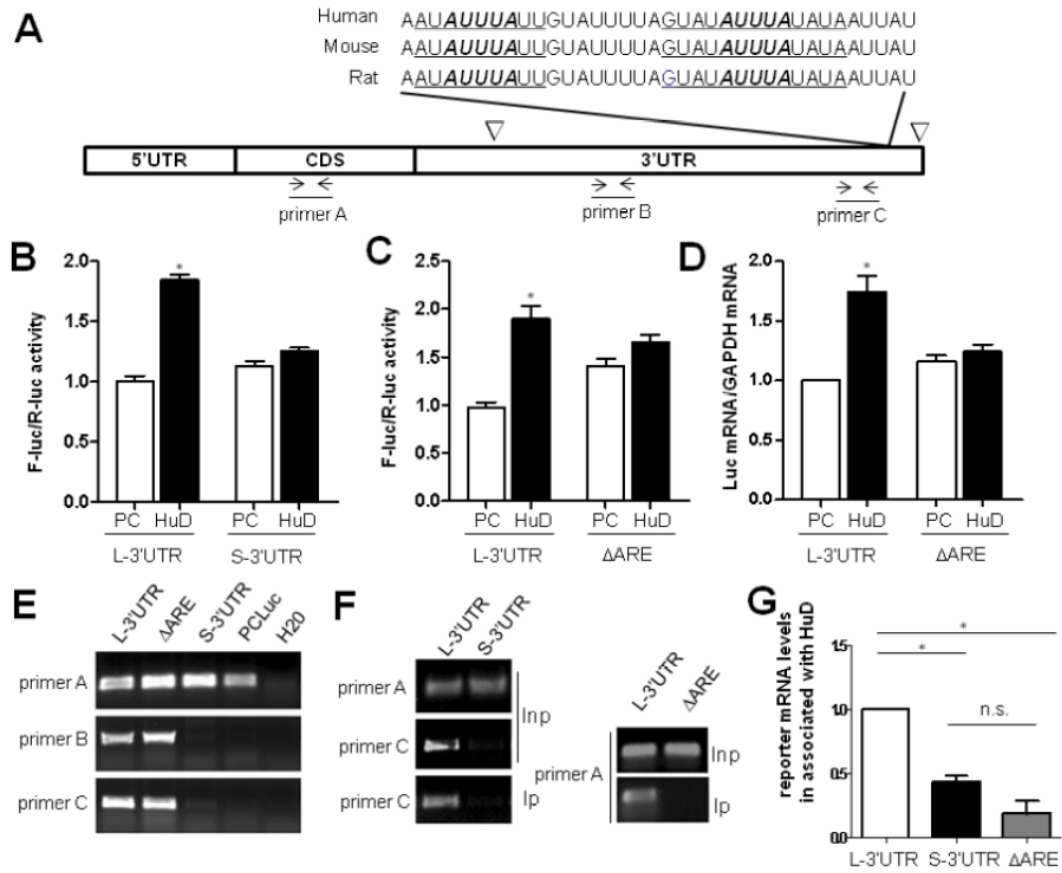 A
Human AAUAUUUAUUGUAUUUUAGUAUAUUUAUAUAAUUAU
Mouse AAUAUUUAUUGUAUUUUAGUAUAUUUAUAUAAUUAU
Rat AAUAUUUAUUGUAUUUUAGUAUAUUUAUAUAAUUAU
5'UTR CDS 3'UTR
primer A primer B primer C
B
F-luc/R-luc activity
2.0
1.5
1.0
0.5
0.0
*
PC HuD PC HuD
L-3'UTR S-3'UTR
C
F-luc/R-luc activity
2.5
2.0
1.5
1.0
0.5
0.0
*
PC HuD PC HuD
L-3'UTR ΔARE
D
Luc mRNA/GAPDH mRNA
2.0
1.5
1.0
0.5
0.0
*
PC HuD PC HuD
L-3'UTR ΔARE
E
L-3'UTR ΔARE S-3'UTR PCLuc H20
primer A
primer B
primer C
F
L-3'UTR S-3'UTR
primer A
primer C
Inp
primer C
Ip
L-3'UTR ΔARE
primer A
Inp
Ip
G
reporter mRNA levels
in associated with HuD
1.5
1.0
0.5
0.0
*
*
n.s.
L-3'UTR S-3'UTR ΔARE